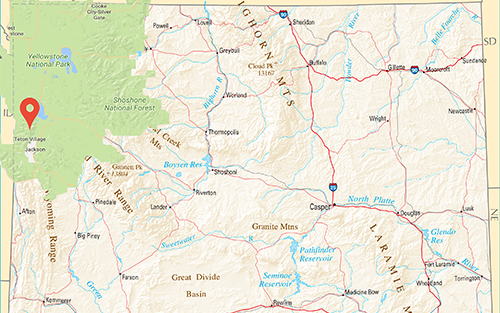 Cooke
City-Silver
Gate
Yellowstone
National Park
Powell
Lovell
BIGHORN MTS
90
Sheridan
River
Belle Fourche
SD
Greybull
Cloud Pk
13167
Buffalo
Powder
Gillette
90
Moorcroft
Sundance
Shoshone
National Forest
Bighorn R
Worland
ID
Teton Village
Jackson
Thermopolis
Wright
Newcastle
Creek
Mts
Gannett Pk
13804
Boysen Res
Shoshoni
Wyoming Range
River Range
Riverton
25
Afton
Pinedale
Lander
Casper
North Platte
Douglas
Lusk
NE
Big Piney
Sweetwater
Granite Mtns
Pathfinder
Reservoir
LARAMIE
Glendo
Res
Green
Farson
Great Divide
Basin
Seminoe
Reservoir
Fort Laramie
Torrington
Wheatland
Kemmerer
Rawlins
Medicine Bow